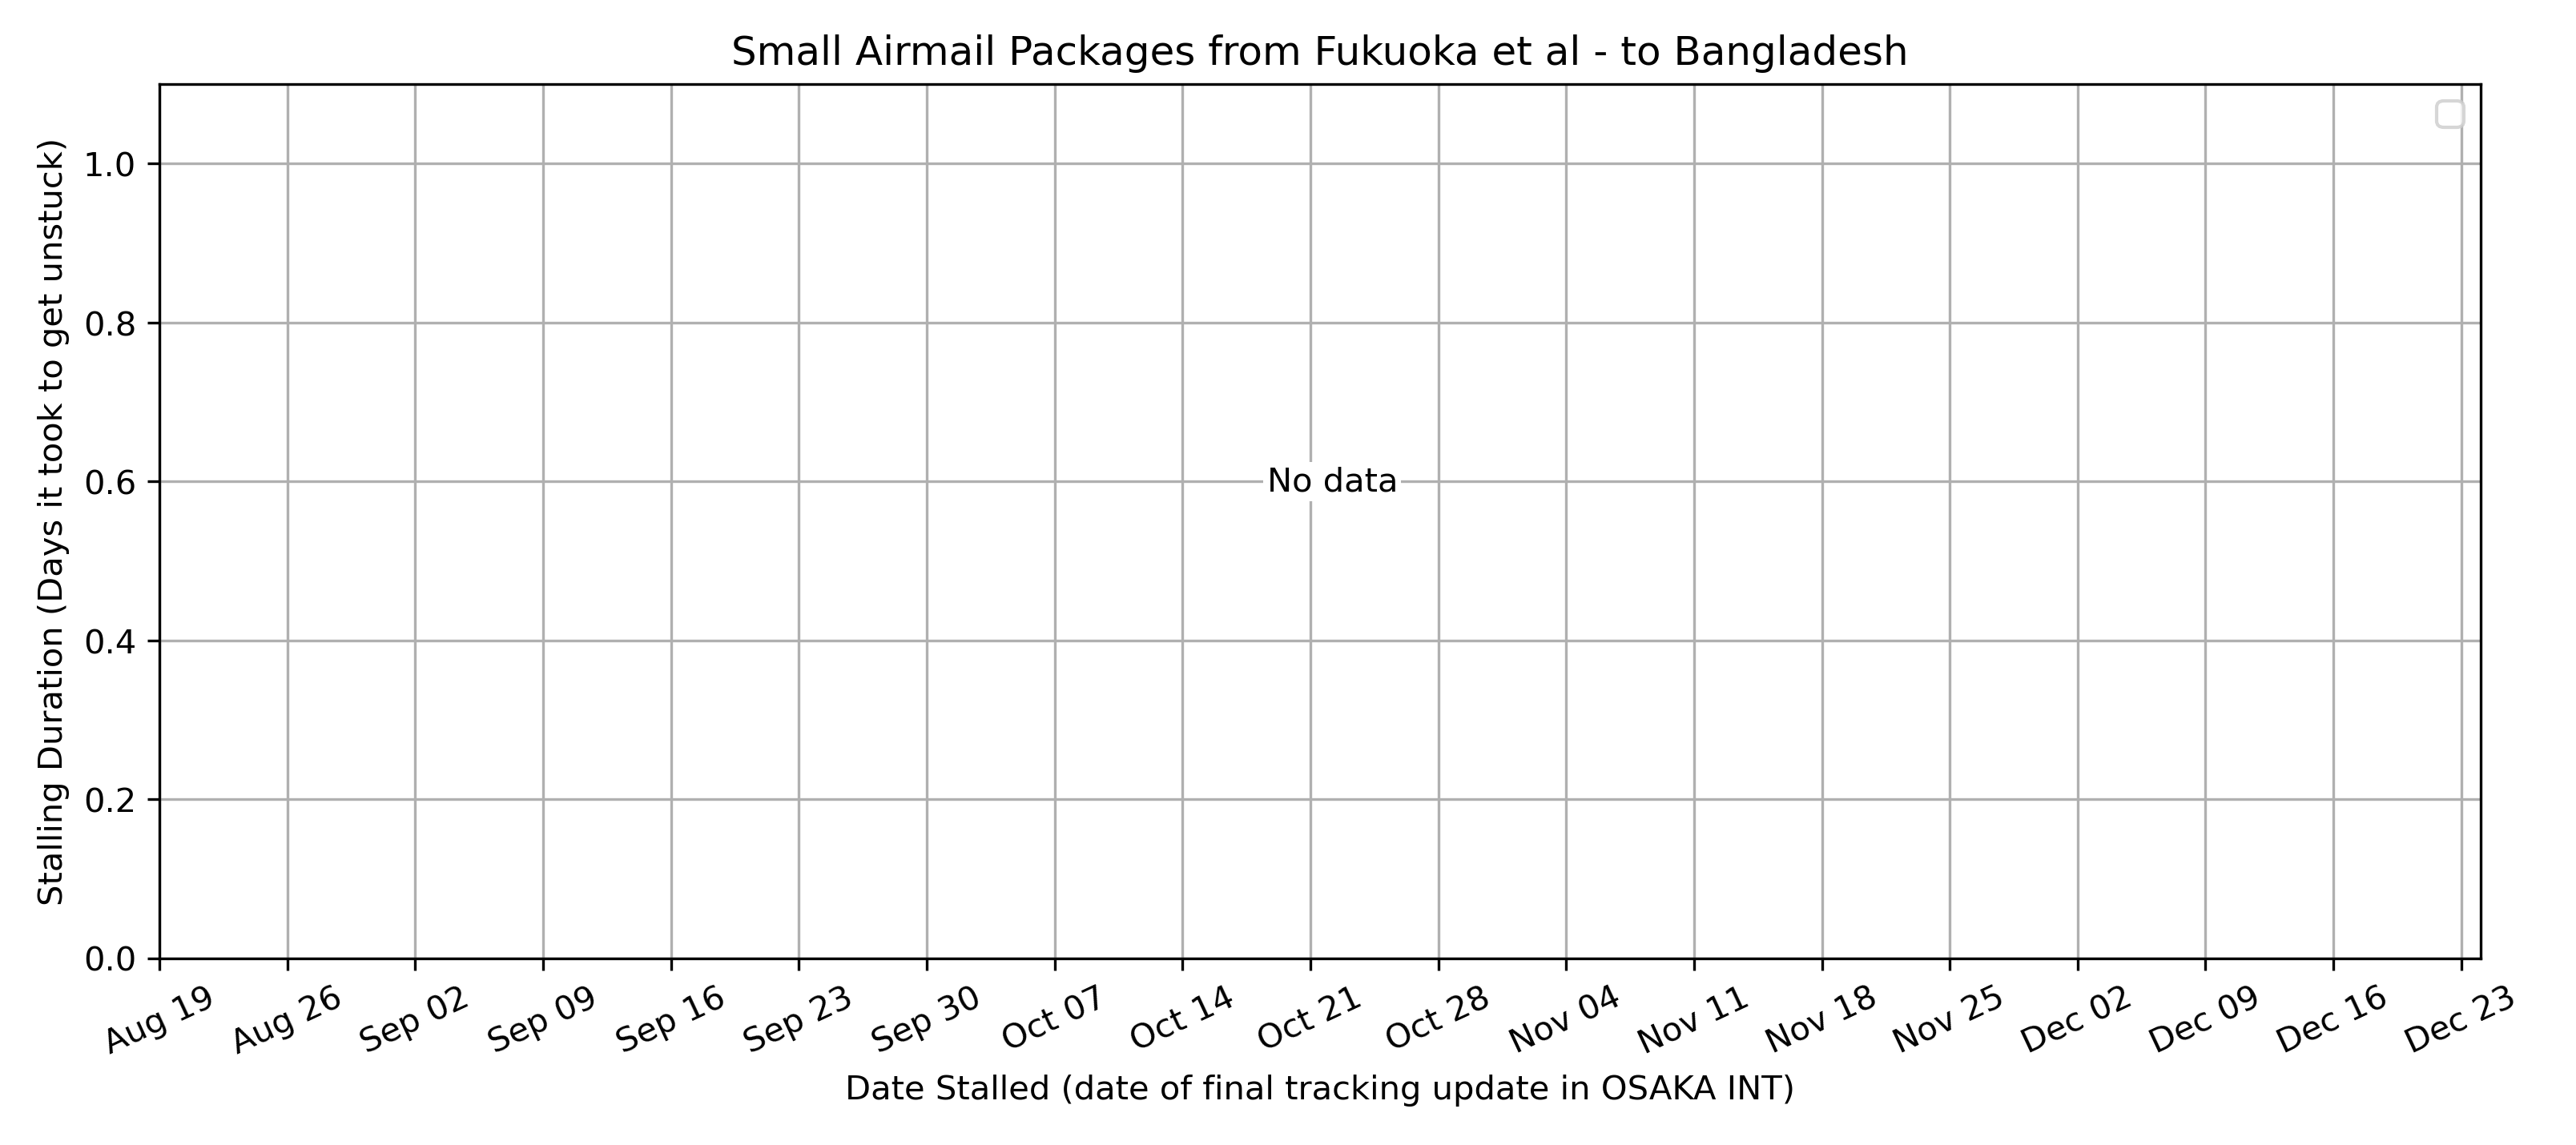 Small Airmail Packages from Fukuoka et al - to Bangladesh
Stalling Duration (Days it took to get unstuck)
1.0
0.8
0.6
0.4
0.2
0.0
No data
Aug 19
Aug 26
Sep 02
Sep 09
Sep 16
Sep 23
Sep 30
Oct 07
Oct 14
Oct 21
Oct 28
Nov 04
Nov 11
Nov 18
Nov 25
Dec 02
Dec 09
Dec 16
Dec 23
Date Stalled (date of final tracking update in OSAKA INT)